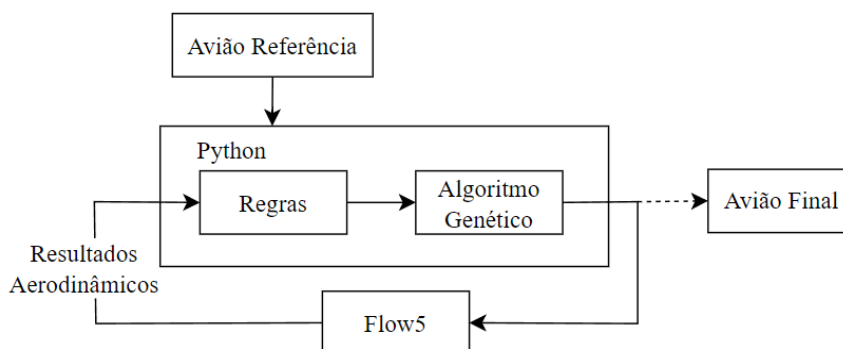 Avião Referência
Python
Regras
Algoritmo
Genético
Avião Final
Resultados
Aerodinâmicos
Flow5